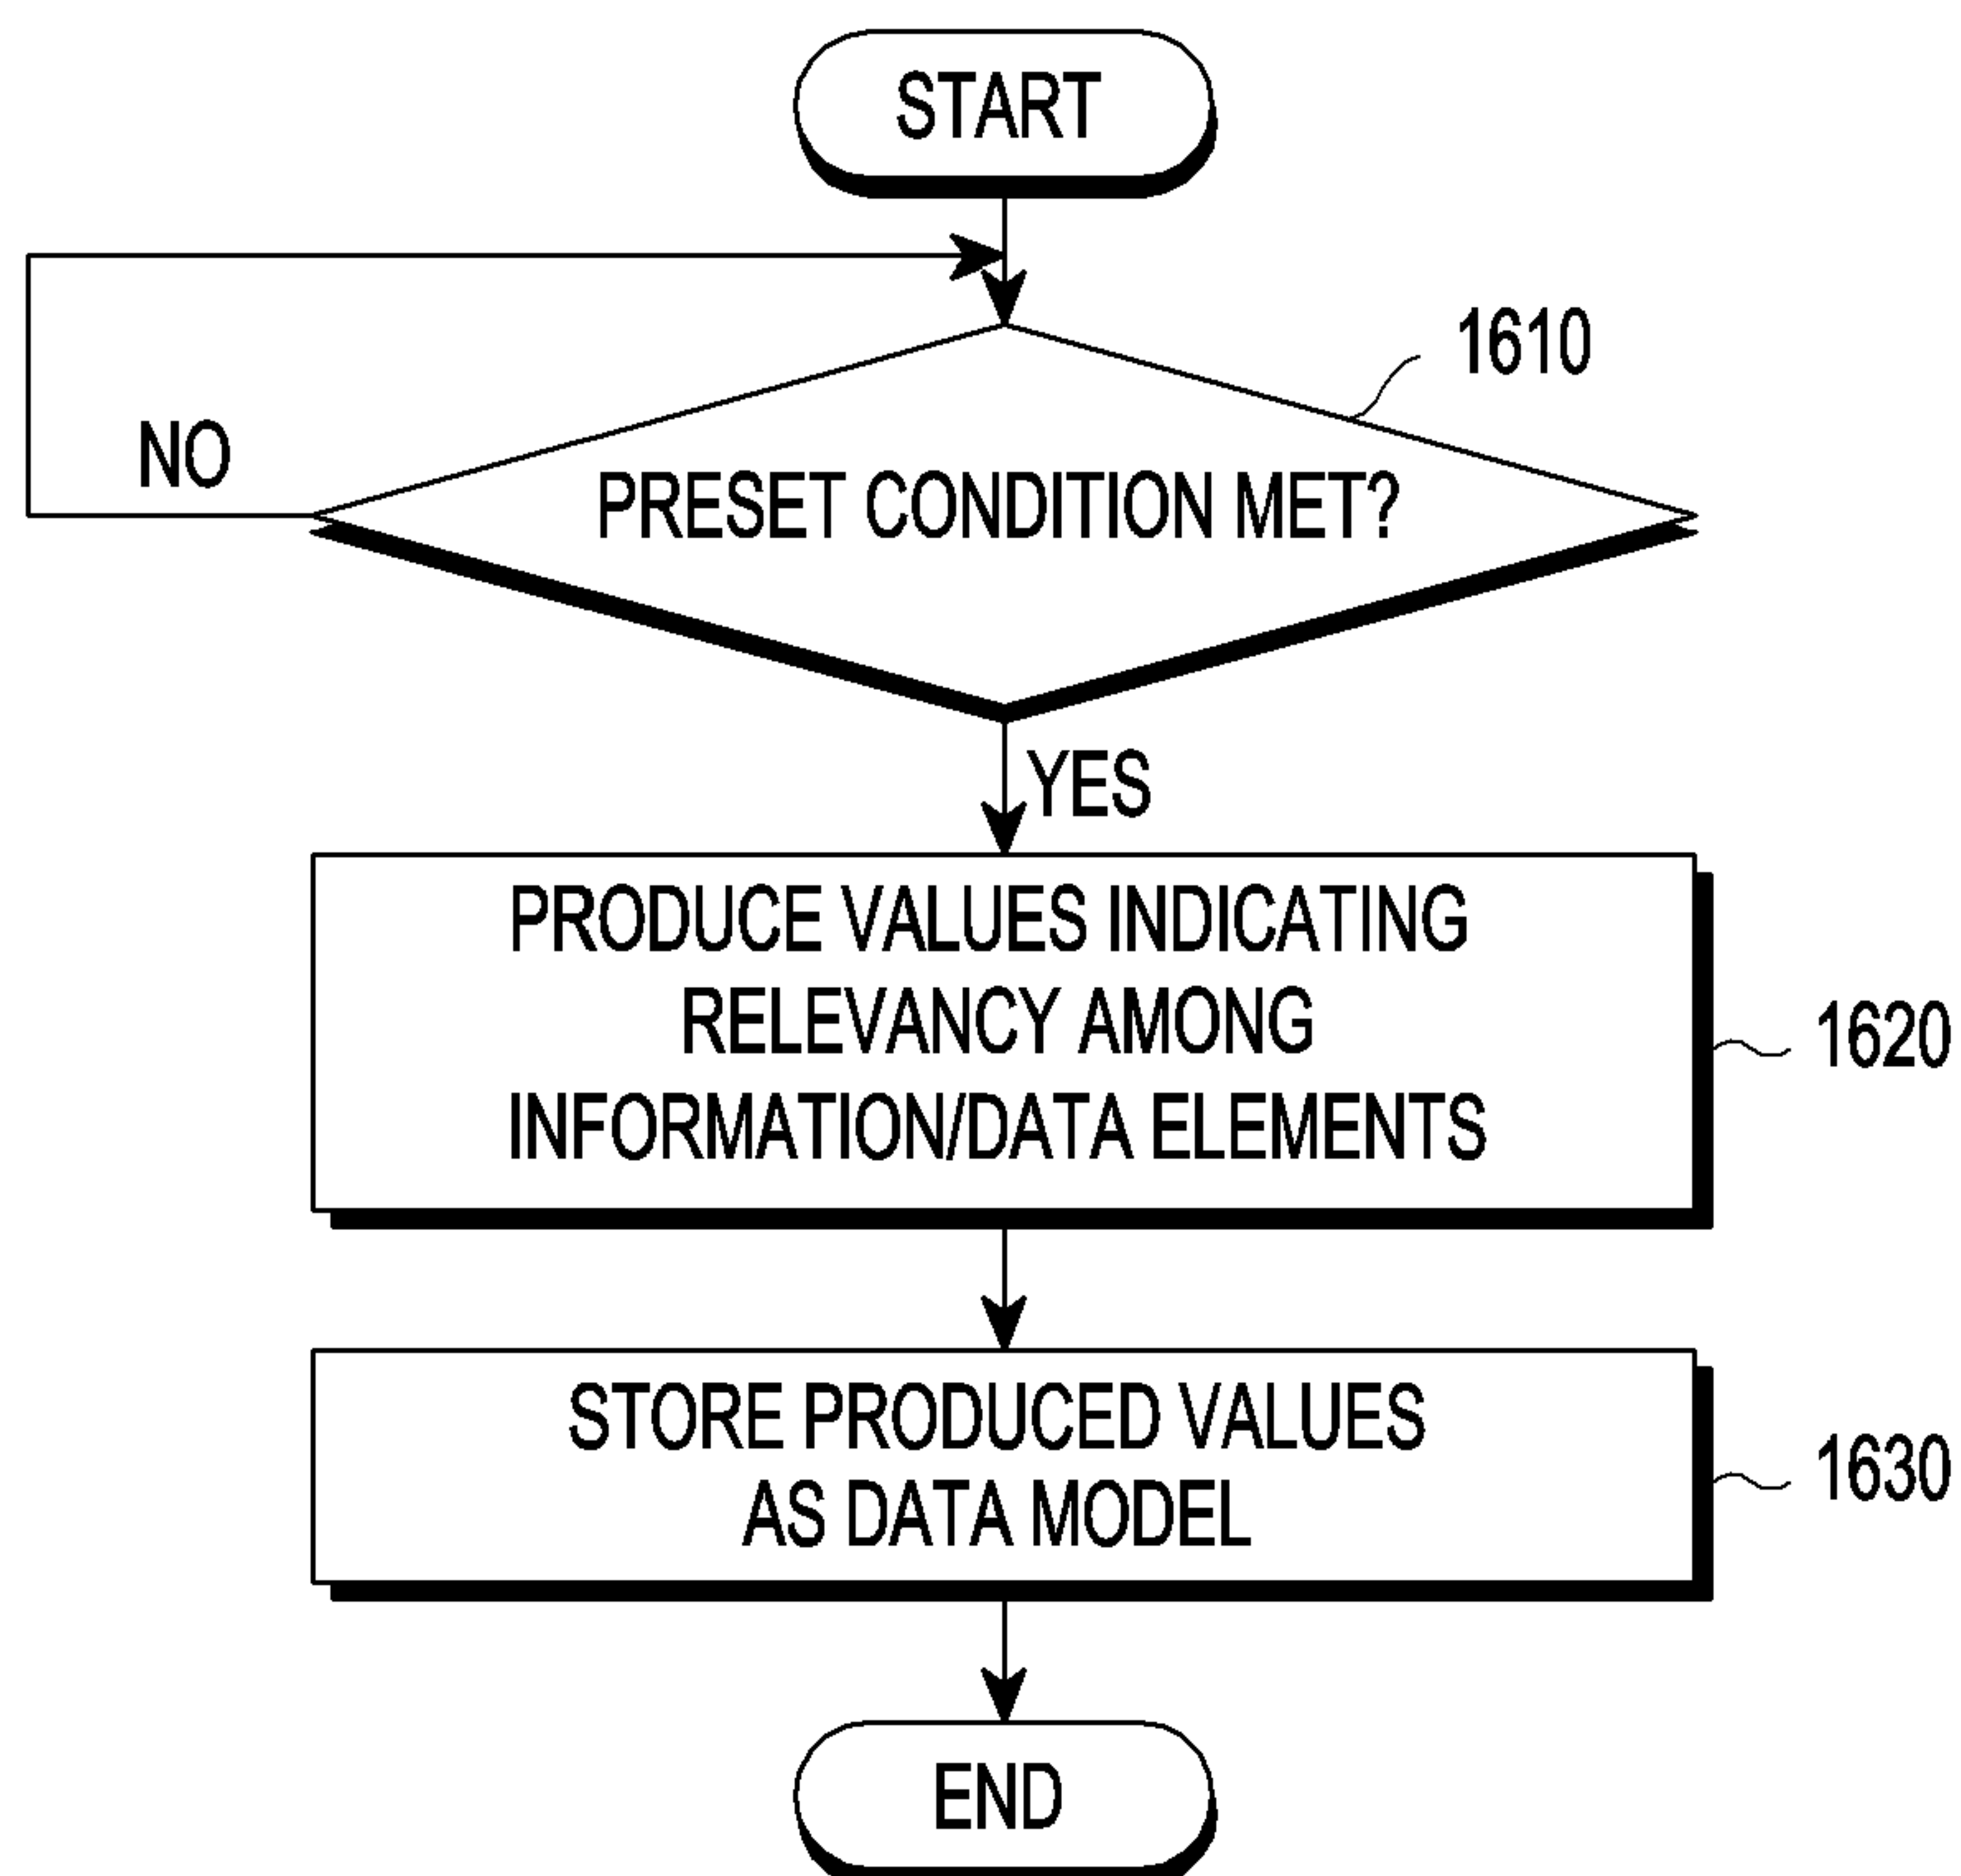 START
1610
NO
PRESET CONDITION MET?
YES
PRODUCE VALUES INDICATING
RELEVANCY AMONG
INFORMATION/DATA ELEMENTS
1620
STORE PRODUCED VALUES
AS DATA MODEL
1630
END